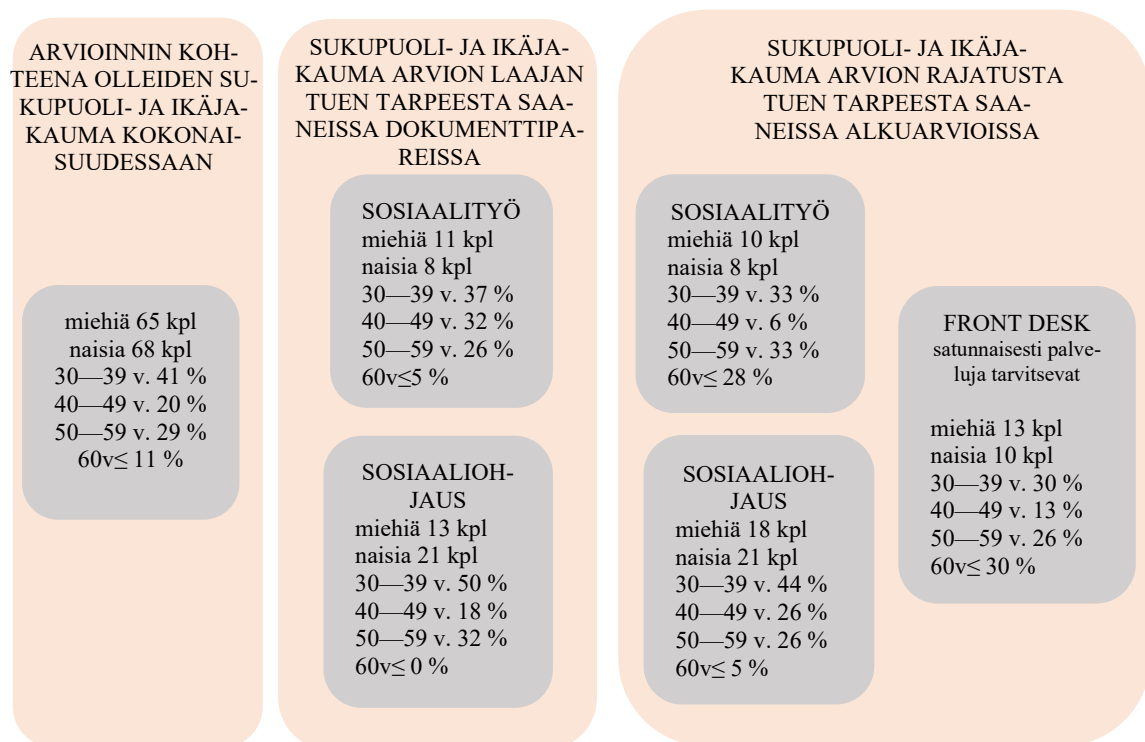 ARVIOINNIN KOH-
TEENA OLLEIDEN SU-
KUPUOLI- JA IKÄJA-
KAUMA KOKONAI-
SUUDESSAAN
miehiä 65 kpl
naisia 68 kpl
30—39 v. 41 %
40—49 v. 20 %
50—59 v. 29 %
60v≤ 11 %
SUKUPUOLI- JA IKÄJA-
KAUMA ARVION LAAJAN
TUEN TARPEESTA SAA-
NEISSA DOKUMENTTIPA-
REISSA
SOSIAALITYÖ
miehiä 11 kpl
naisia 8 kpl
30—39 v. 37 %
40—49 v. 32 %
50—59 v. 26 %
60v≤5 %
SOSIAALIOH-
JAUS
miehiä 13 kpl
naisia 21 kpl
30—39 v. 50 %
40—49 v. 18 %
50—59 v. 32 %
60v≤ 0 %
SUKUPUOLI- JA IKÄJA-
KAUMA ARVION RAJATUSTA
TUEN TARPEESTA SAA-
NEISSA ALKUARVIOISSA
SOSIAALITYÖ
miehiä 10 kpl
naisia 8 kpl
30—39 v. 33 %
40—49 v. 6 %
50—59 v. 33 %
60v≤ 28 %
SOSIAALIOH-
JAUS
miehiä 18 kpl
naisia 21 kpl
30—39 v. 44 %
40—49 v. 26 %
50—59 v. 26 %
60v≤ 5 %
FRONT DESK
satunnaisesti palve-
luja tarvitsevat
miehiä 13 kpl
naisia 10 kpl
30—39 v. 30 %
40—49 v. 13 %
50—59 v. 26 %
60v≤ 30 %